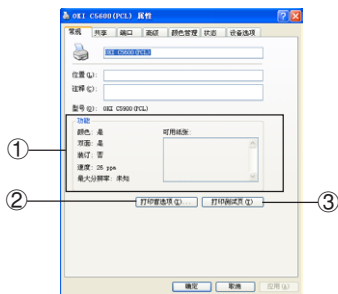 OKI C5600(PCL) 属性
常规 共享 端口 高级 颜色管理 状态 设备选项
OKI C5600(PCL)
位置(L):
注释(C):
型号(O): OKI C5600(PCL)
功能
颜色: 是 可用纸张:
双面: 是
装订: 否
速度: 25 ppm
最大分辨率: 未知
①
② 打印首选项(I)... 打印测试页(T) ③
确定 取消 应用(A)